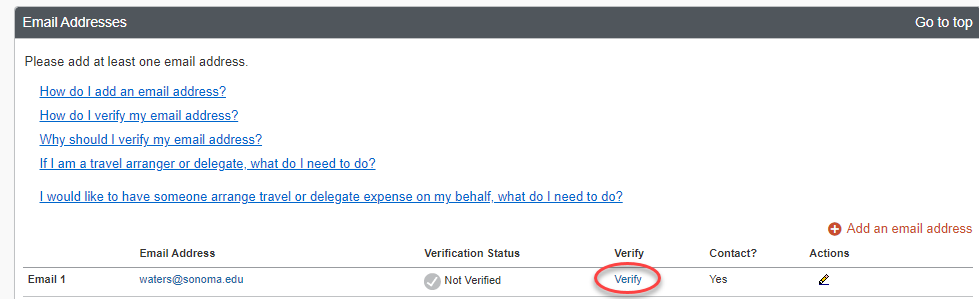 Email Addresses Go to top
Please add at least one email address.
How do I add an email address?
How do I verify my email address?
Why should I verify my email address?
If I am a travel arranger or delegate, what do I need to do?
I would like to have someone arrange travel or delegate expense on my behalf, what do I need to do?
Add an email address
Email Address Verification Status Verify Contact? Actions
Email 1 waters@sonoma.edu Not Verified Verify Yes